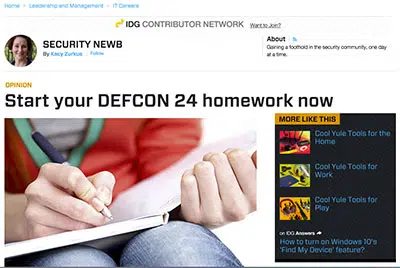 Home › Leadership and Management › IT Careers
IDG CONTRIBUTOR NETWORK Want to Join?
SECURITY NEWB
By Kacy Zurkus Follow
About
Gaining a foothold in the security community, one day
at a time.
OPINION
Start your DEFCON 24 homework now
MORE LIKE THIS
Cool Yule Tools for the
Home
Cool Yule Tools for
Work
Cool Yule Tools for
Play
on IDG Answers
How to turn on Windows 10's
'Find My Device' feature?